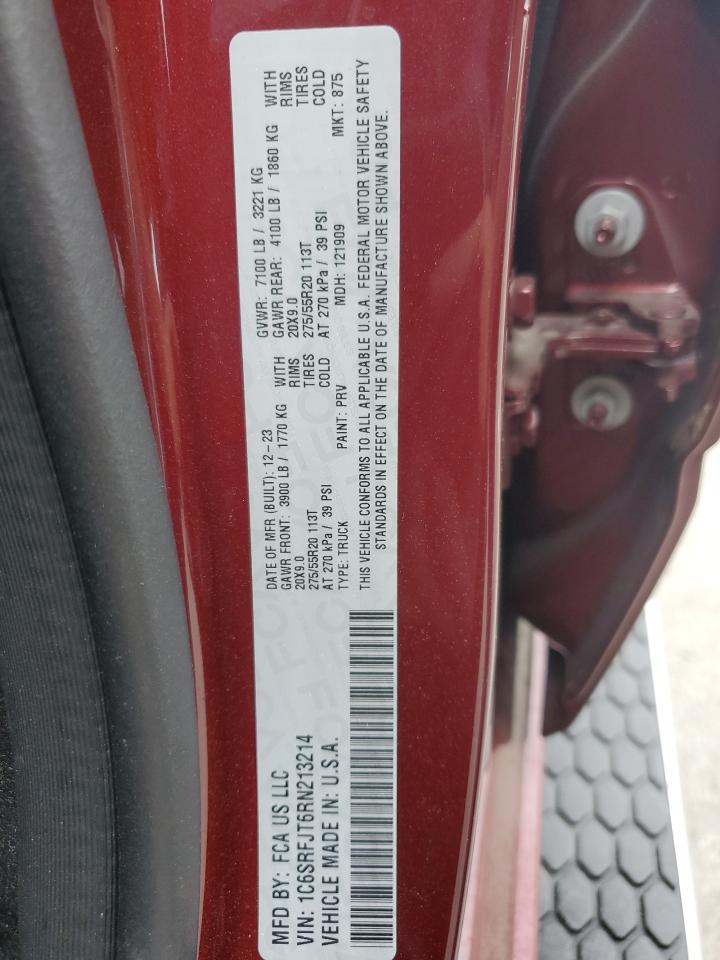 MFD BY: FCA US LLC
DATE OF MFR (BUILT): 12-23 GVWR: 7100 LB / 3221 KG
GAWR FRONT: 3900 LB / 1770 KG WITH GAWR REAR: 4100 LB / 1860 KG WITH
20X9.0 RIMS 20X9.0 RIMS
275/55R20 113T TIRES 275/55R20 113T TIRES
AT 270 kPa / 39 PSI COLD AT 270 kPa / 39 PSI COLD
VIN: 1C6SRFJT6RN213214
TYPE: TRUCK PAINT: PRV MDH: 121909 MKT: 875
VEHICLE MADE IN: U.S.A.
THIS VEHICLE CONFORMS TO ALL APPLICABLE U.S.A. FEDERAL MOTOR VEHICLE SAFETY
STANDARDS IN EFFECT ON THE DATE OF MANUFACTURE SHOWN ABOVE.